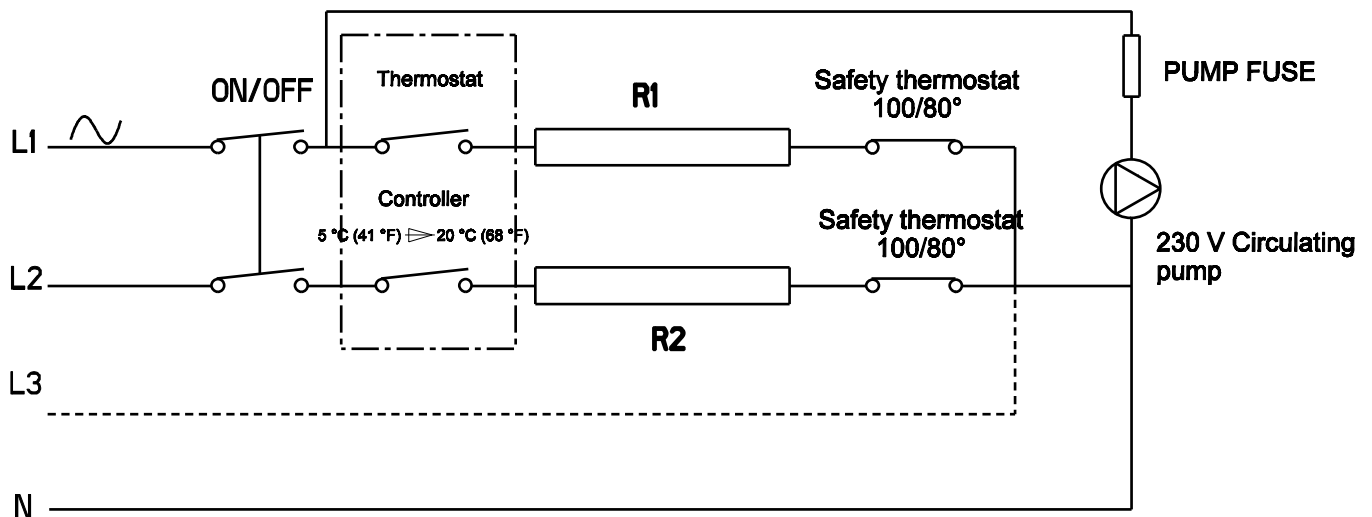 Thermostat
PUMP FUSE
ON/OFF
R1
Safety thermostat
100/80°
L1
Controller
Safety thermostat
100/80°
5 °C (41 °F) 20 °C (68 °F)
230 V Circulating
pump
L2
R2
L3
N